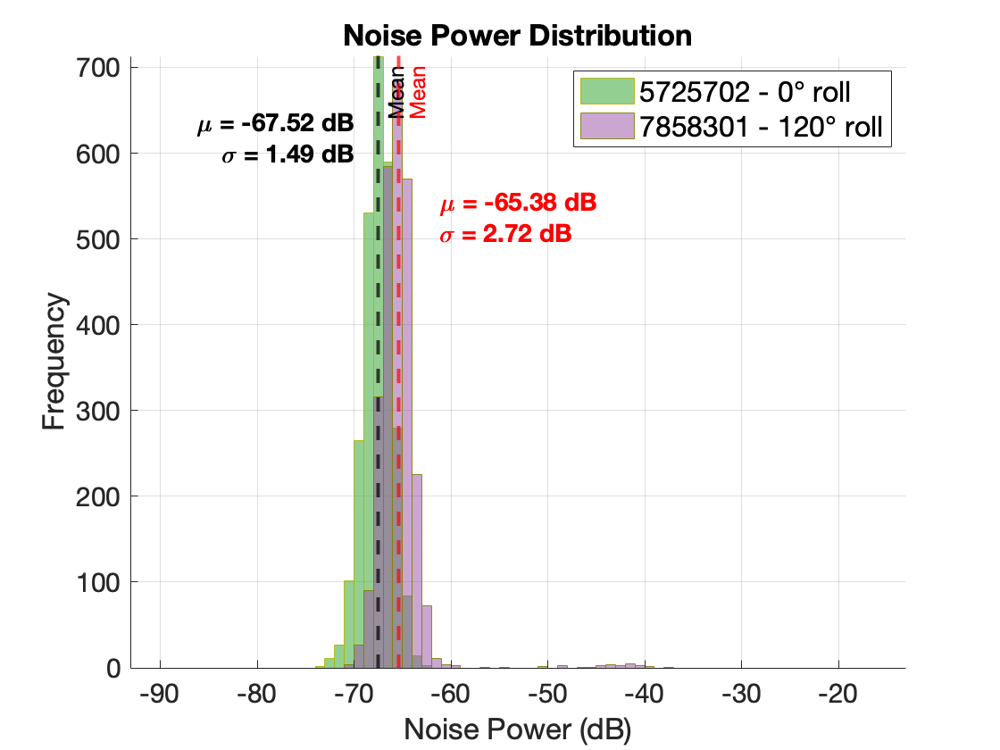 Noise Power Distribution
700
600
500
400
300
200
100
0
Frequency
μ = -67.52 dB
σ = 1.49 dB
Mean
Mean
μ = -65.38 dB
σ = 2.72 dB
5725702 - 0° roll
7858301 - 120° roll
-90
-80
-70
-60
-50
-40
-30
-20
Noise Power (dB)